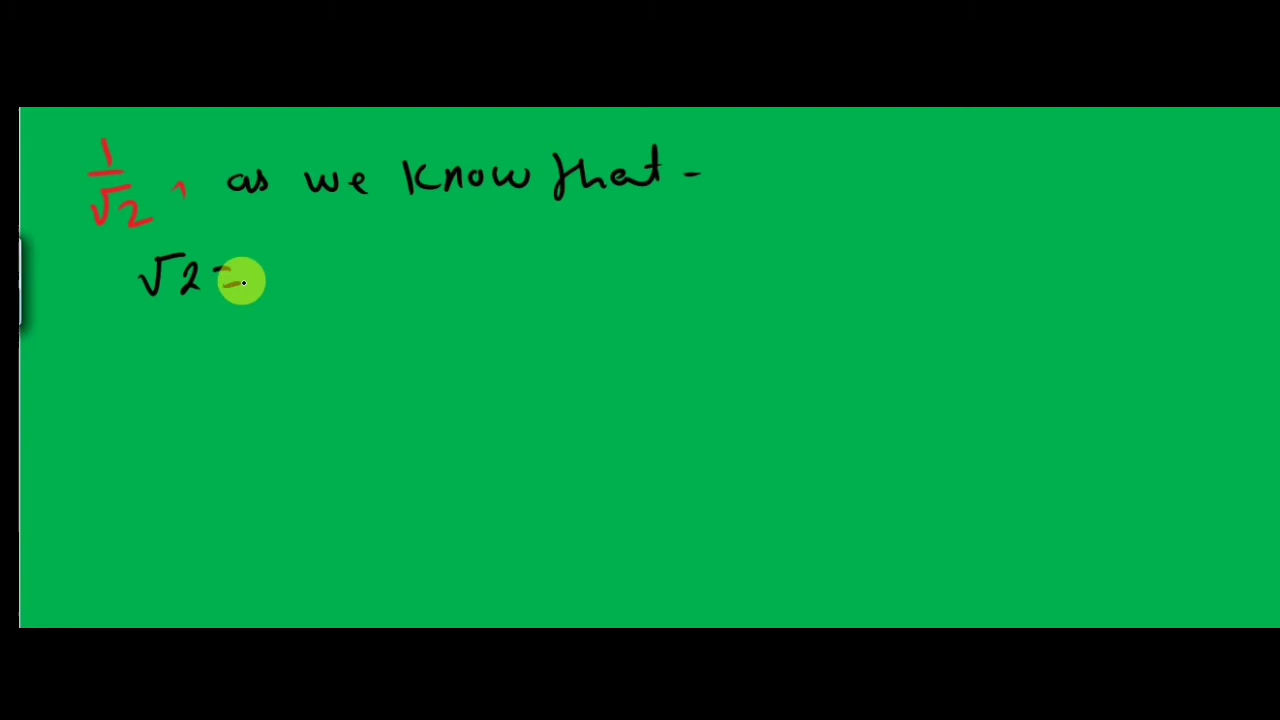 1/√2 , as we know that -
√2 =